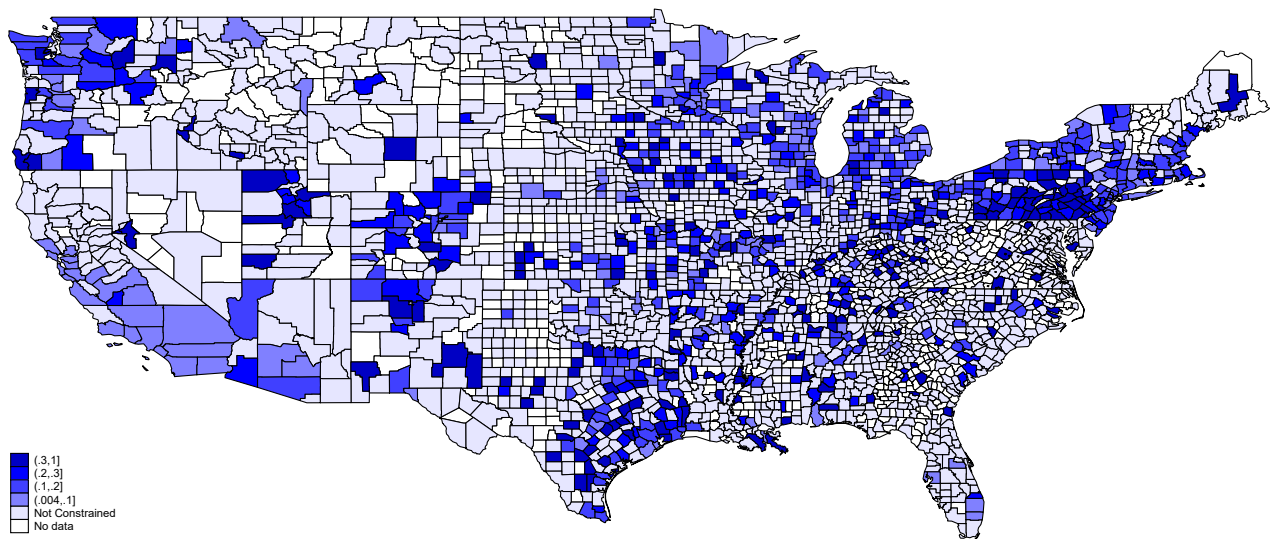 (.3,1]
(.2,.3]
(.1,.2]
(.004,.1]
Not Constrained
No data